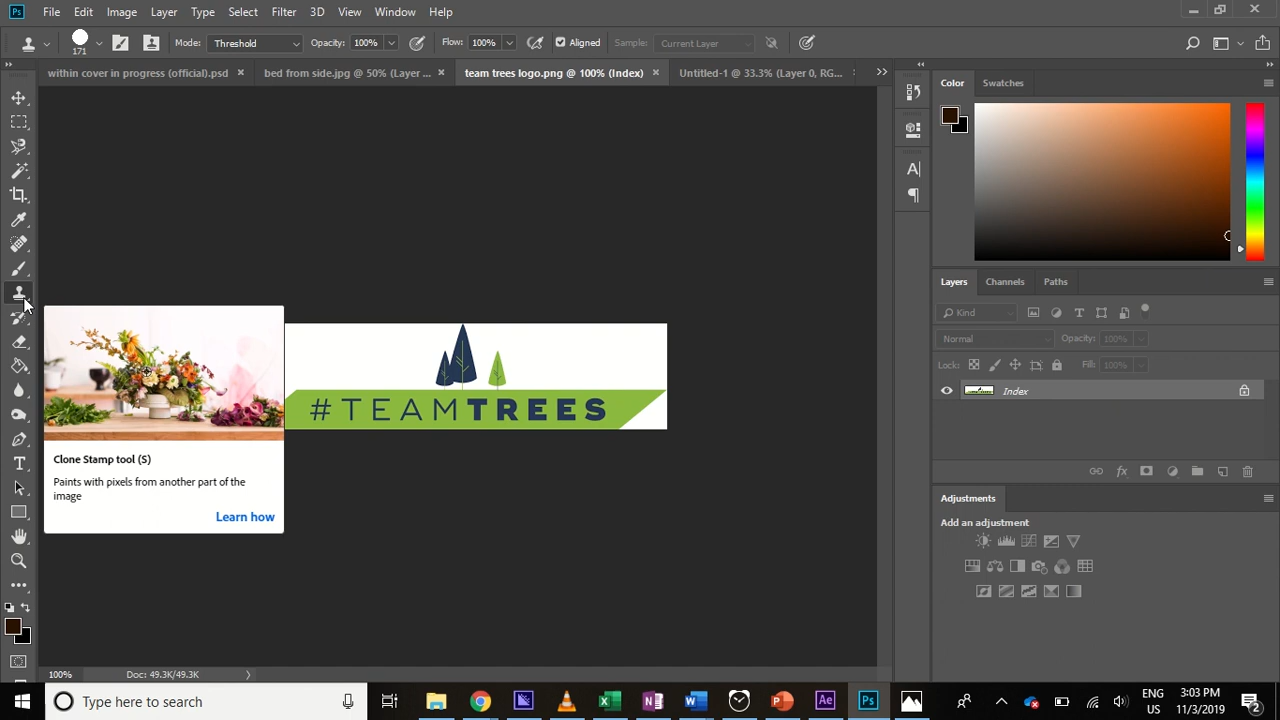 Ps File Edit Image Layer Type Select Filter 3D View Window Help
171 Mode: Threshold Opacity: 100% Flow: 100% Aligned Sample: Current Layer
within cover in progress (official).psd bed from side.jpg @ 50% (Layer ... team trees logo.png @ 100% (Index) Untitled-1 @ 33.3% (Layer 0, RG...
Color Swatches
Layers Channels Paths
Kind
Normal Opacity: 100%
Lock: Fill: 100%
Index
#TEAMTREES
Clone Stamp tool (S)
Paints with pixels from another part of the
image
Learn how
Adjustments
Add an adjustment
100% Doc: 49.3K/49.3K
Type here to search
Ae Ps
ENG
US
3:03 PM
11/3/2019
2